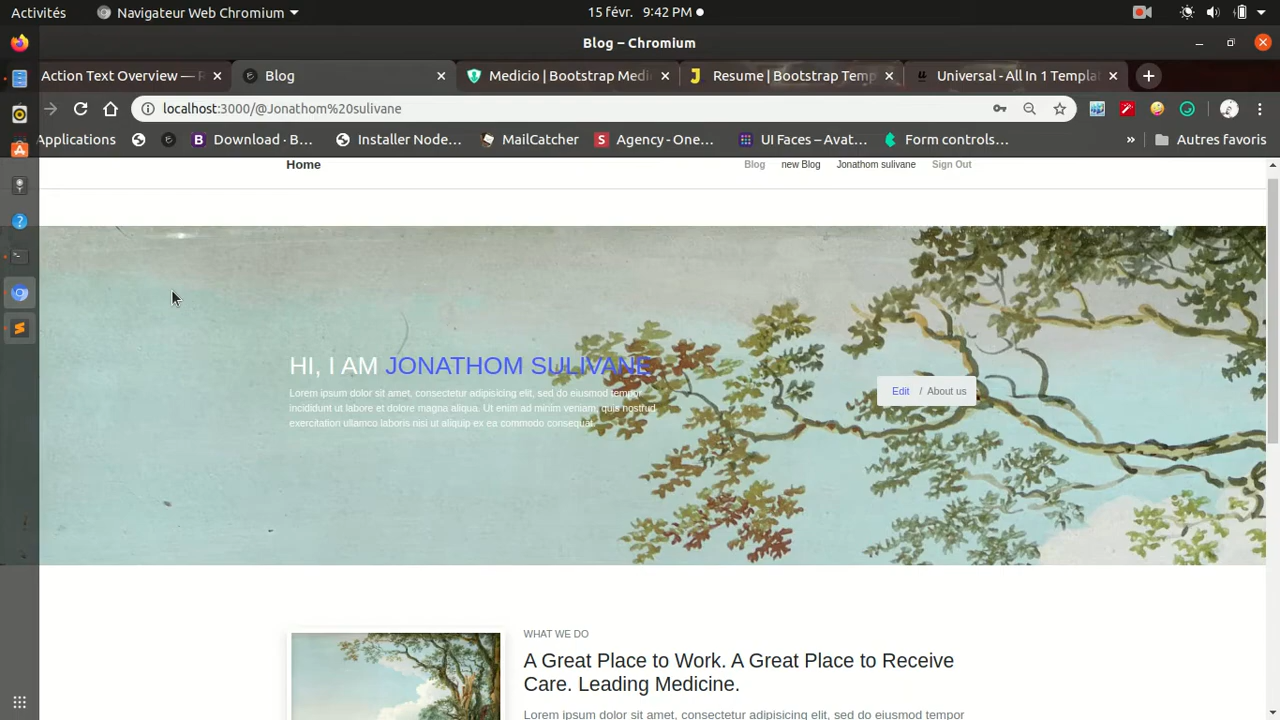 Activités
Navigateur Web Chromium
15 févr. 9:42 PM
Blog – Chromium
Action Text Overview — R
Blog
Medicio | Bootstrap Medi
Resume | Bootstrap Temp
Universal - All In 1 Templat
localhost:3000/@Jonathom%20sulivane
Applications
Download · B…
Installer Node…
MailCatcher
Agency - One…
UI Faces – Avat…
Form controls…
»
Autres favoris
Home
Blog
new Blog
Jonathom sulivane
Sign Out
HI, I AM JONATHOM SULIVANE
Lorem ipsum dolor sit amet, consectetur adipisicing elit, sed do eiusmod tempor
incididunt ut labore et dolore magna aliqua. Ut enim ad minim veniam, quis nostrud
exercitation ullamco laboris nisi ut aliquip ex ea commodo consequat.
Edit / About us
WHAT WE DO
A Great Place to Work. A Great Place to Receive
Care. Leading Medicine.
Lorem ipsum dolor sit amet, consectetur adipisicing elit, sed do eiusmod tempor